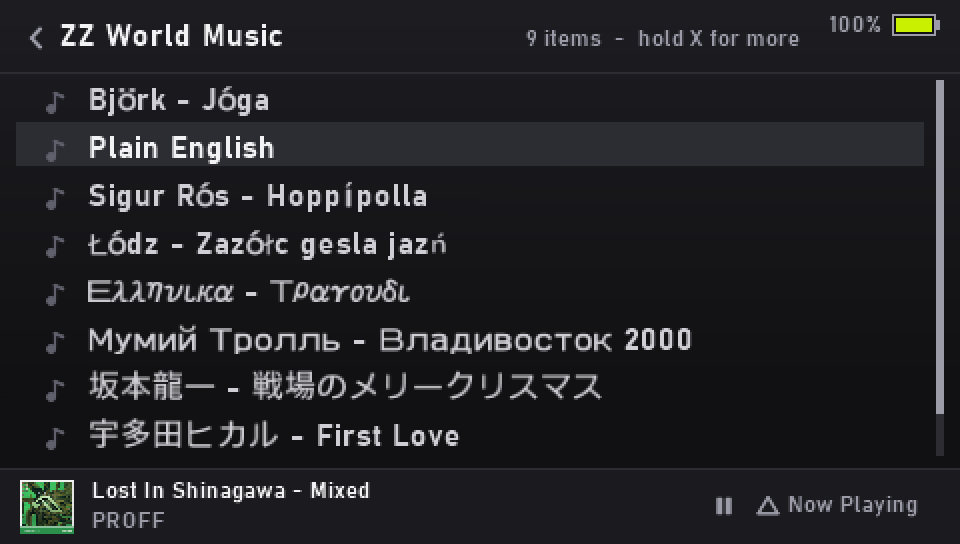 ZZ World Music
9 items - hold X for more
100%
Björk - Jóga
Plain English
Sigur Rós - Hoppípolla
Łódz - Zazółc gesla jazń
Ελληνικα - Τραγουδι
Мумий Тролль - Владивосток 2000
坂本龍一 - 戦場のメリークリスマス
宇多田ヒカル - First Love
Lost In Shinagawa - Mixed
PROFF
Now Playing